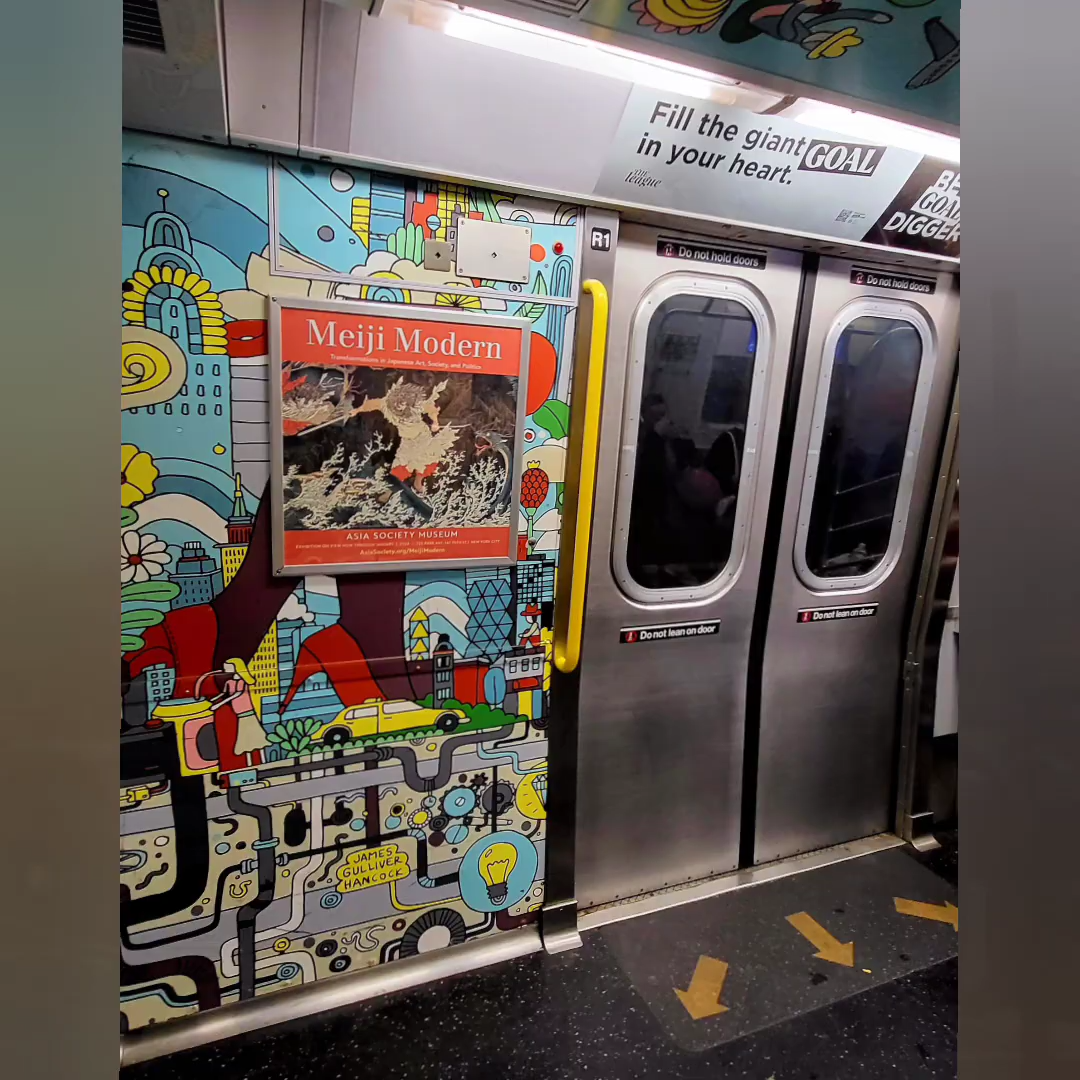 Fill the giant GOAL
in your heart.
THE
league
BE
GOAL
DIGGER
R1
Do not hold doors
Do not hold doors
Meiji Modern
Transformations in Japanese Art, Society, and Politics
ASIA SOCIETY MUSEUM
AsiaSociety.org/MeijiModern
Do not lean on door
Do not lean on door
JAMES
GULLIVER
HANCOCK